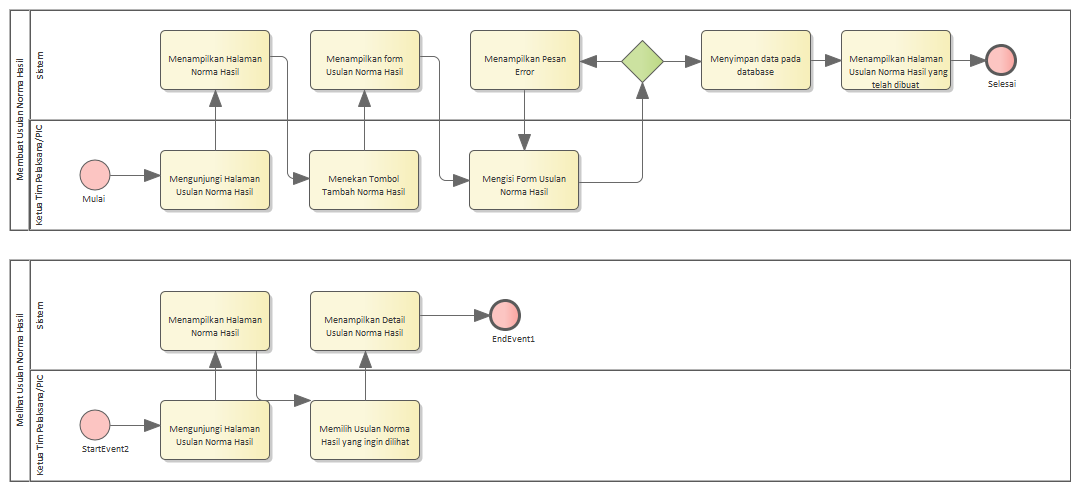 Membuat Usulan Norma Hasil
Sistem
Menampilkan Halaman
Norma Hasil
Menampilkan form
Usulan Norma Hasil
Menampilkan Pesan
Error
Menyimpan data pada
database
Menampilkan Halaman
Usulan Norma Hasil yang
telah dibuat
Selesai
Ketua Tim Pelaksana/PIC
Mulai
Mengunjungi Halaman
Usulan Norma Hasil
Menekan Tombol
Tambah Norma Hasil
Mengisi Form Usulan
Norma Hasil
Melihat Usulan Norma Hasil
Sistem
Menampilkan Halaman
Norma Hasil
Menampilkan Detail
Usulan Norma Hasil
EndEvent1
Ketua Tim Pelaksana/PIC
StartEvent2
Mengunjungi Halaman
Usulan Norma Hasil
Memilih Usulan Norma
Hasil yang ingin dilihat